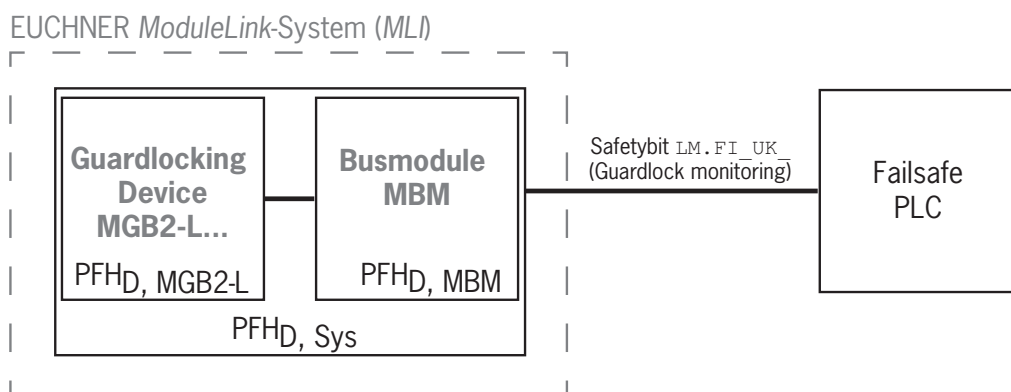 EUCHNER ModuleLink-System (MLI)
Guardlocking
Device
MGB2-L...
PFHD, MGB2-L
Busmodule
MBM
PFHD, MBM
PFHD, Sys
Safetybit LM.FI_UK_
(Guardlock monitoring)
Failsafe
PLC